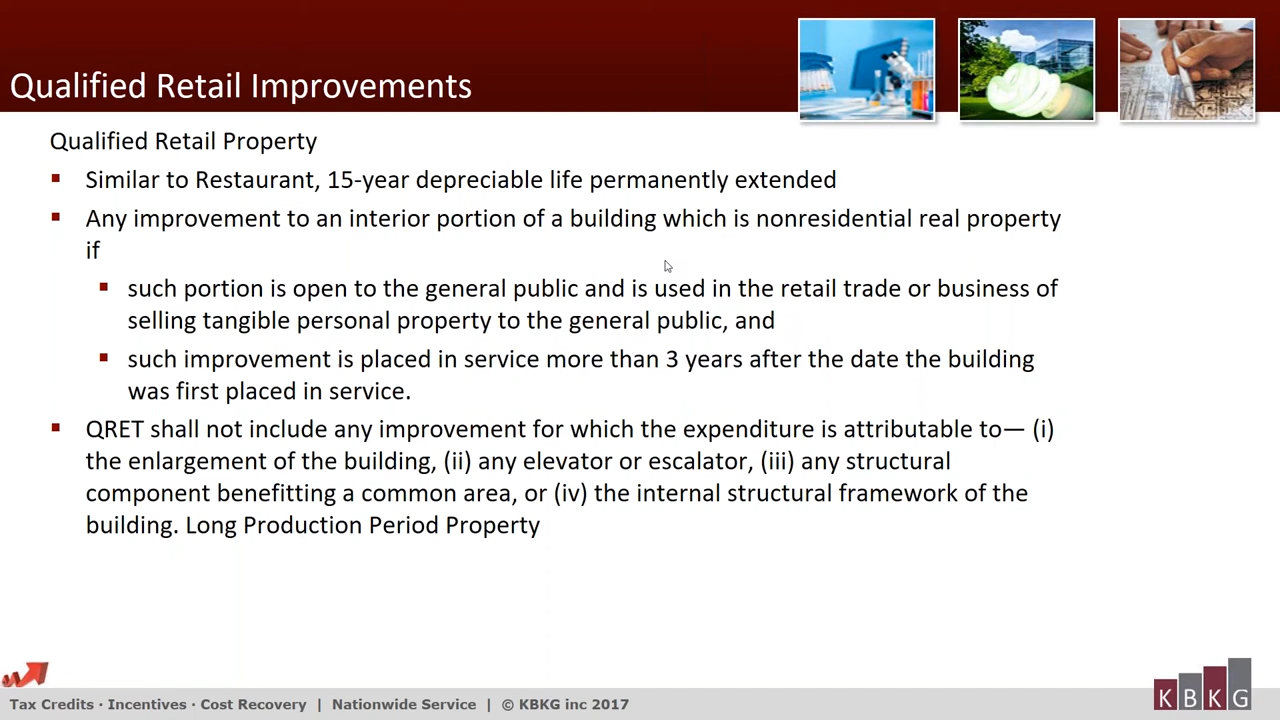 Qualified Retail Improvements
Qualified Retail Property
Similar to Restaurant, 15-year depreciable life permanently extended
Any improvement to an interior portion of a building which is nonresidential real property
if
such portion is open to the general public and is used in the retail trade or business of
selling tangible personal property to the general public, and
such improvement is placed in service more than 3 years after the date the building
was first placed in service.
QRET shall not include any improvement for which the expenditure is attributable to— (i)
the enlargement of the building, (ii) any elevator or escalator, (iii) any structural
component benefitting a common area, or (iv) the internal structural framework of the
building. Long Production Period Property
Tax Credits · Incentives · Cost Recovery | Nationwide Service | © KBKG inc 2017
KBKG